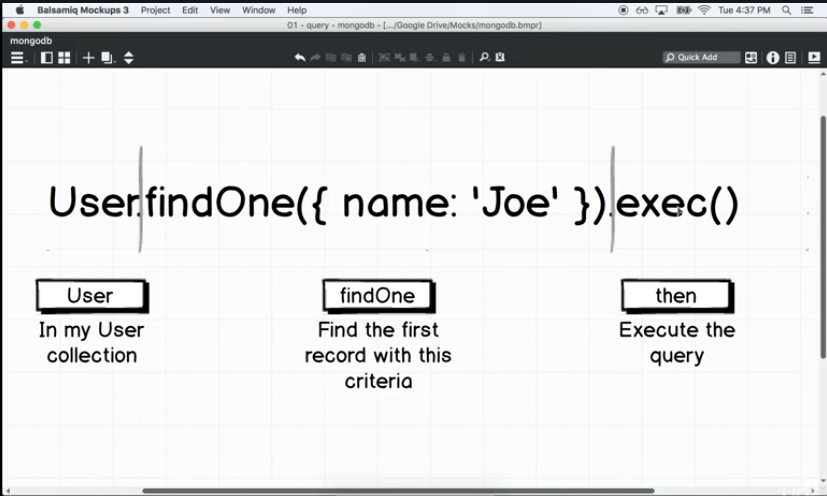 Balsamiq Mockups 3 Project Edit View Window Help Tue 4:37 PM
01 - query - mongodb - [.../Google Drive/Mocks/mongodb.bmpr]
mongodb
Quick Add
User.findOne({ name: 'Joe' }).exec()
User findOne then
In my User Find the first Execute the
collection record with this query
criteria